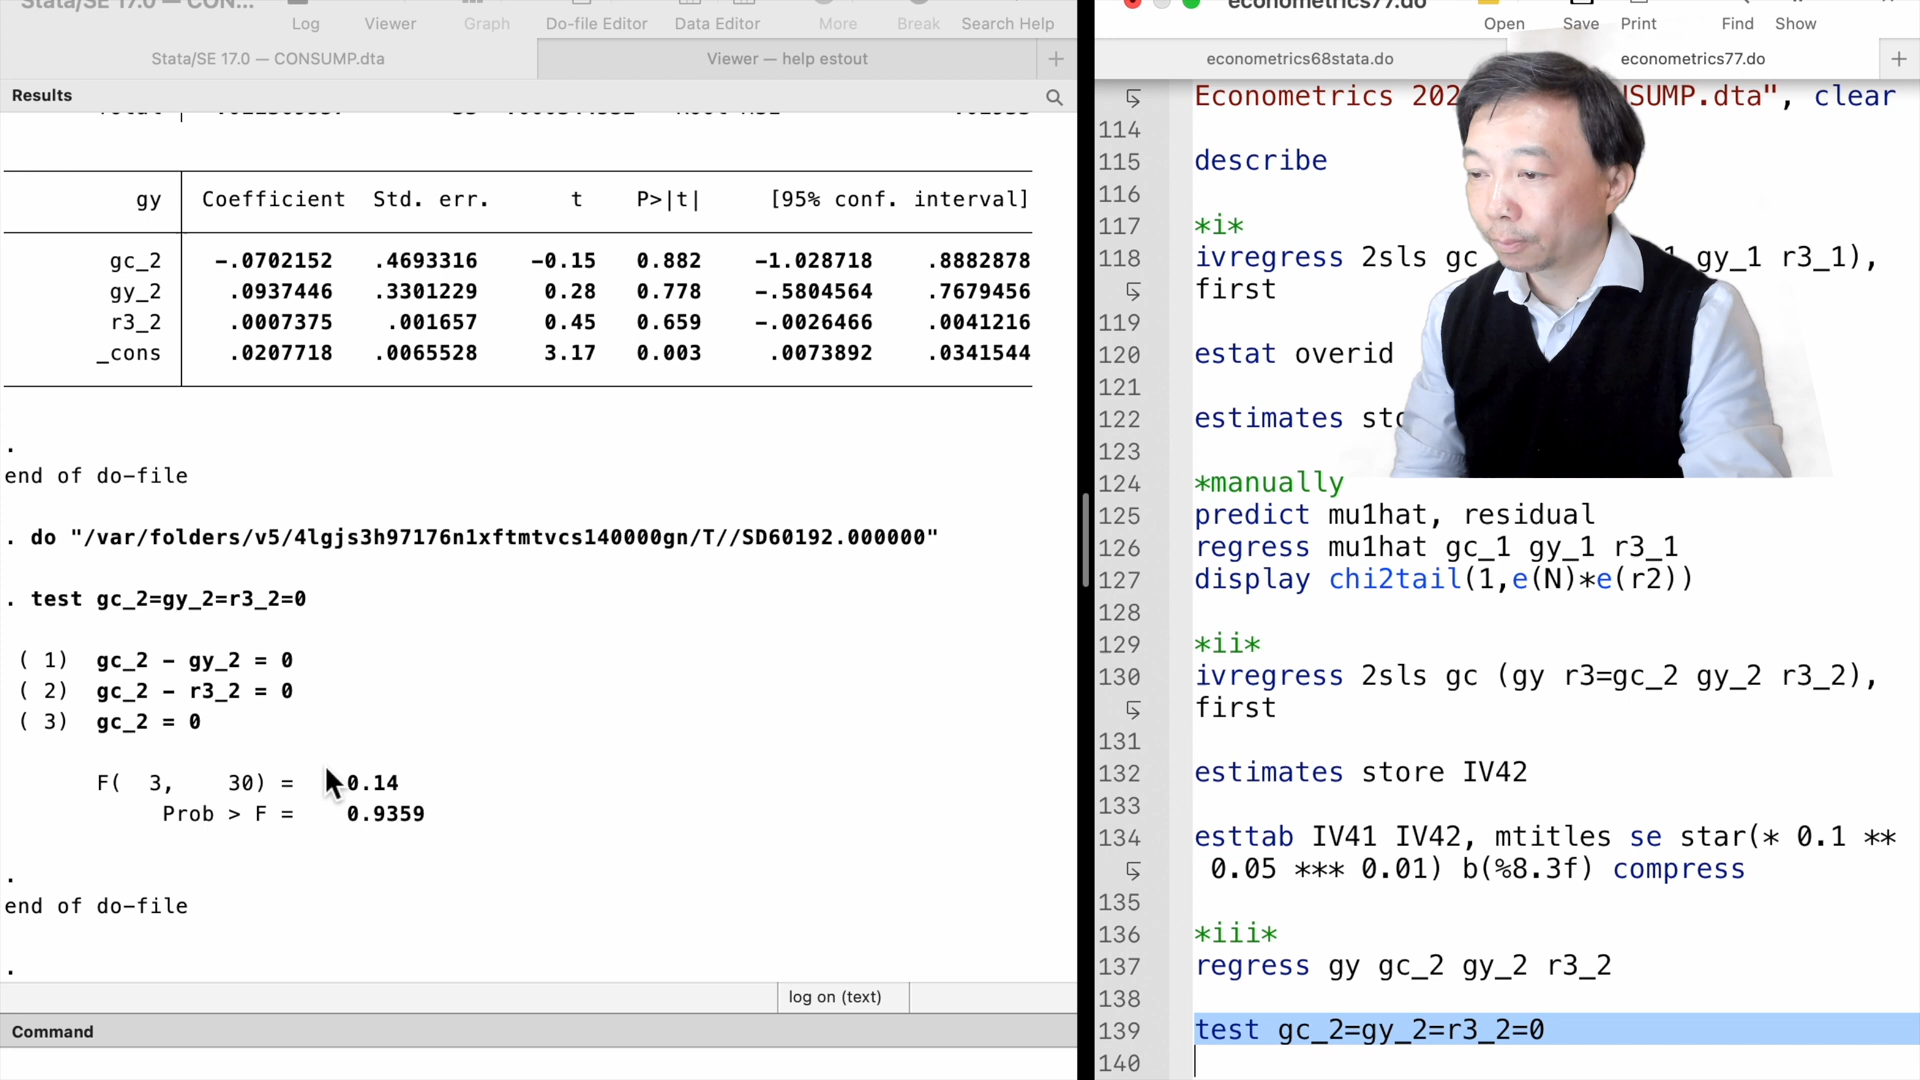 Stata/SE 17.0 — CON...
Log Viewer Graph Do-file Editor Data Editor More Break Search Help
Stata/SE 17.0 — CONSUMP.dta
Viewer — help estout
Results
gy Coefficient Std. err. t P>|t| [95% conf. interval]
gc_2 -.0702152 .4693316 -0.15 0.882 -1.028718 .8882878
gy_2 .0937446 .3301229 0.28 0.778 -.5804564 .7679456
r3_2 .0007375 .001657 0.45 0.659 -.0026466 .0041216
_cons .0207718 .0065528 3.17 0.003 .0073892 .0341544
.
end of do-file
. do "/var/folders/v5/4lgjs3h97176n1xftmtvcs140000gn/T//SD60192.000000"
. test gc_2=gy_2=r3_2=0
( 1) gc_2 - gy_2 = 0
( 2) gc_2 - r3_2 = 0
( 3) gc_2 = 0
F( 3, 30) = 0.14
Prob > F = 0.9359
.
end of do-file
.
log on (text)
Command
econometrics77.do
Open Save Print Find Show
econometrics68stata.do
econometrics77.do
Econometrics 202 SUMP.dta", clear
114
115 describe
116
117 *i*
118 ivregress 2sls gc gy_1 r3_1),
first
119
120 estat overid
121
122 estimates
123
124 *manually
125 predict mu1hat, residual
126 regress mu1hat gc_1 gy_1 r3_1
127 display chi2tail(1,e(N)*e(r2))
128
129 *ii*
130 ivregress 2sls gc (gy r3=gc_2 gy_2 r3_2),
first
131
132 estimates store IV42
133
134 esttab IV41 IV42, mtitles se star(* 0.1 **
0.05 *** 0.01) b(%8.3f) compress
135
136 *iii*
137 regress gy gc_2 gy_2 r3_2
138
139 test gc_2=gy_2=r3_2=0
140